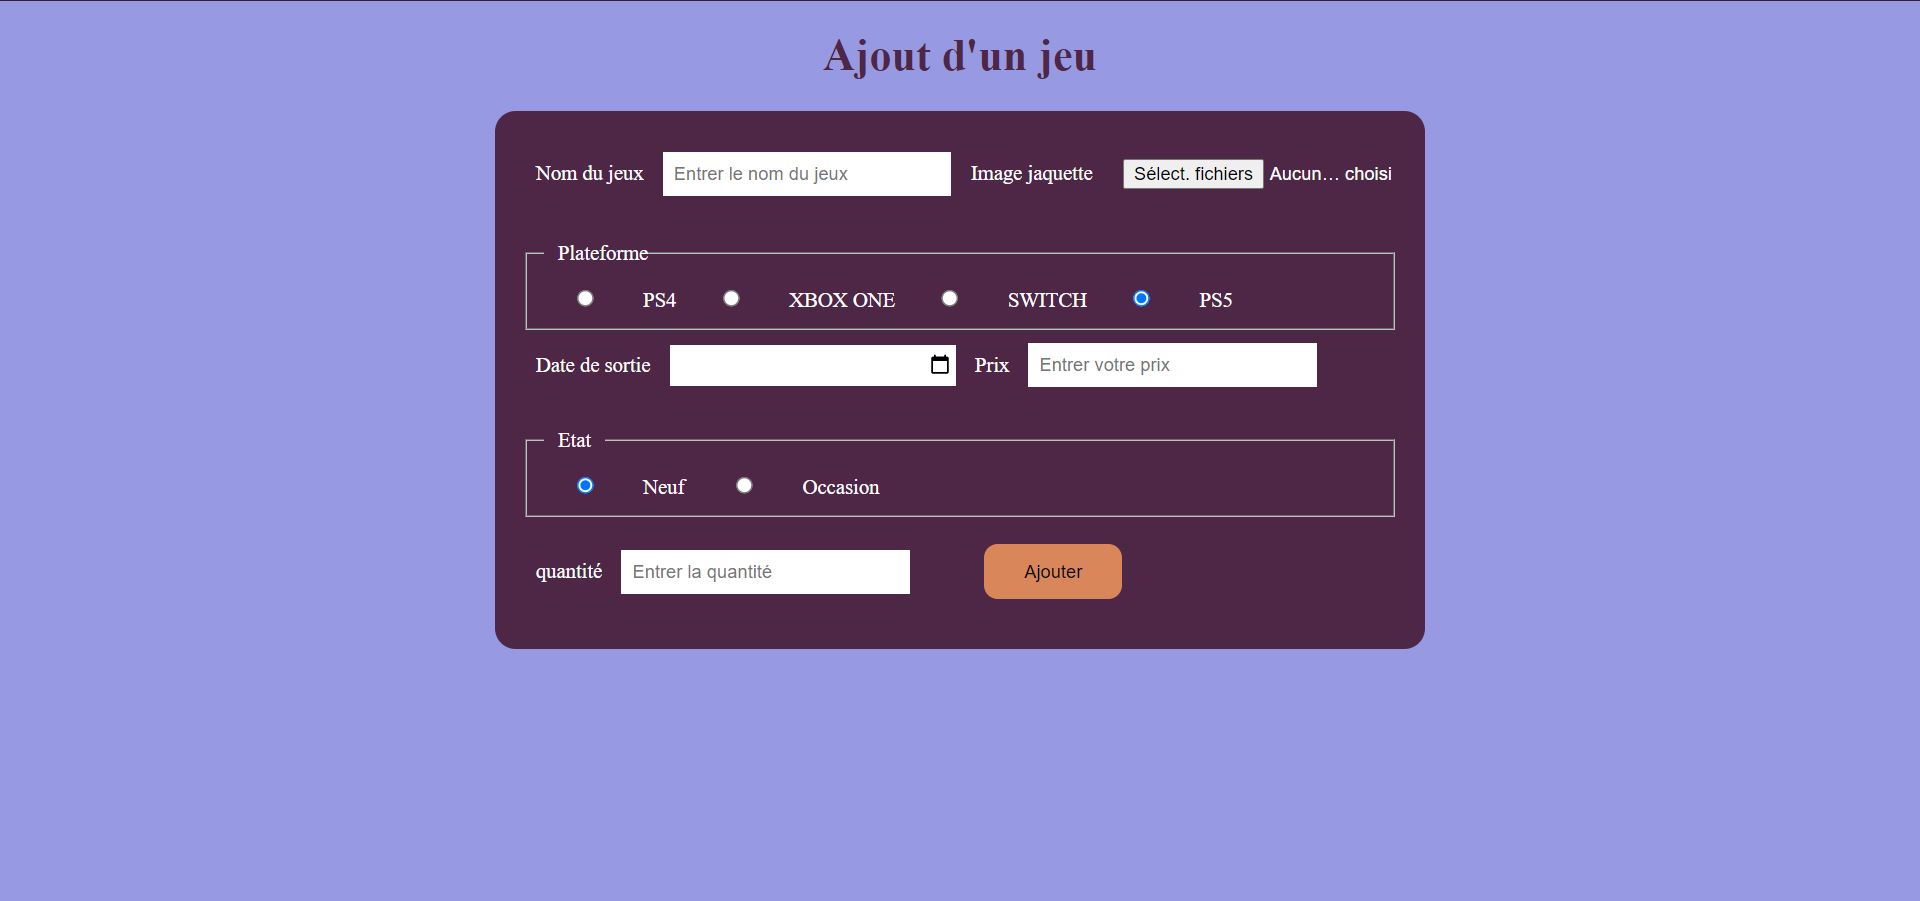 Ajout d'un jeu
Nom du jeux Entrer le nom du jeux Image jaquette Sélect. fichiers Aucun… choisi
Plateforme
PS4 XBOX ONE SWITCH PS5
Date de sortie Prix Entrer votre prix
Etat
Neuf Occasion
quantité Entrer la quantité Ajouter